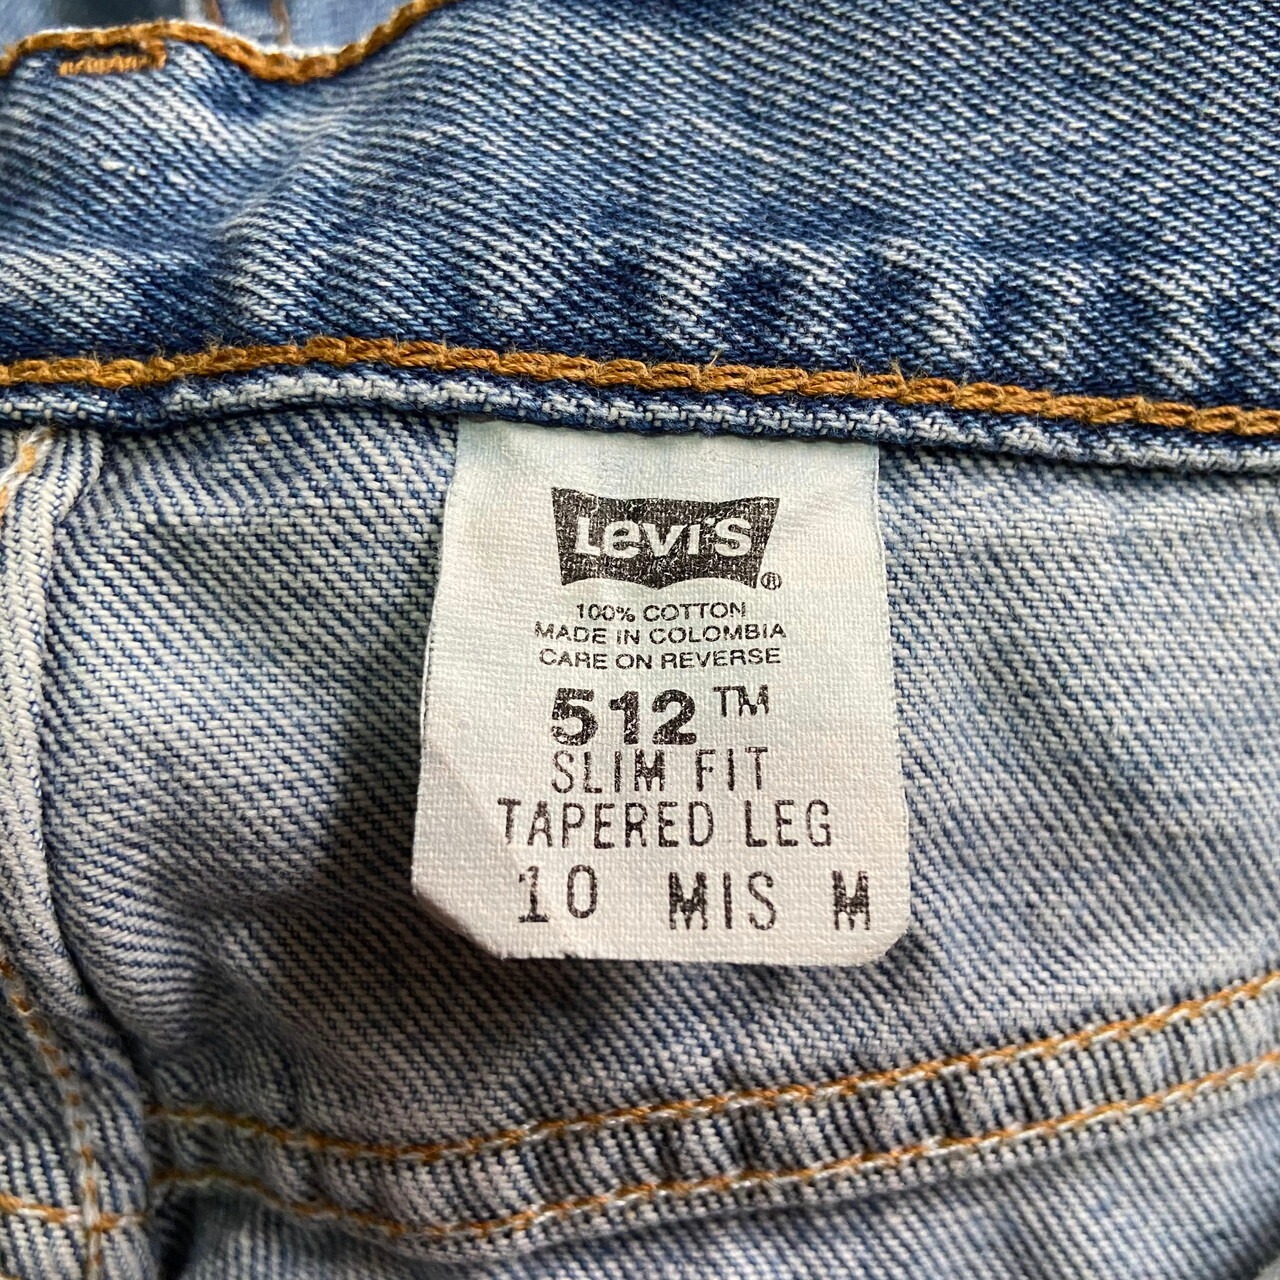 Levi's®
100% COTTON
MADE IN COLOMBIA
CARE ON REVERSE
512™
SLIM FIT
TAPERED LEG
10 MIS M